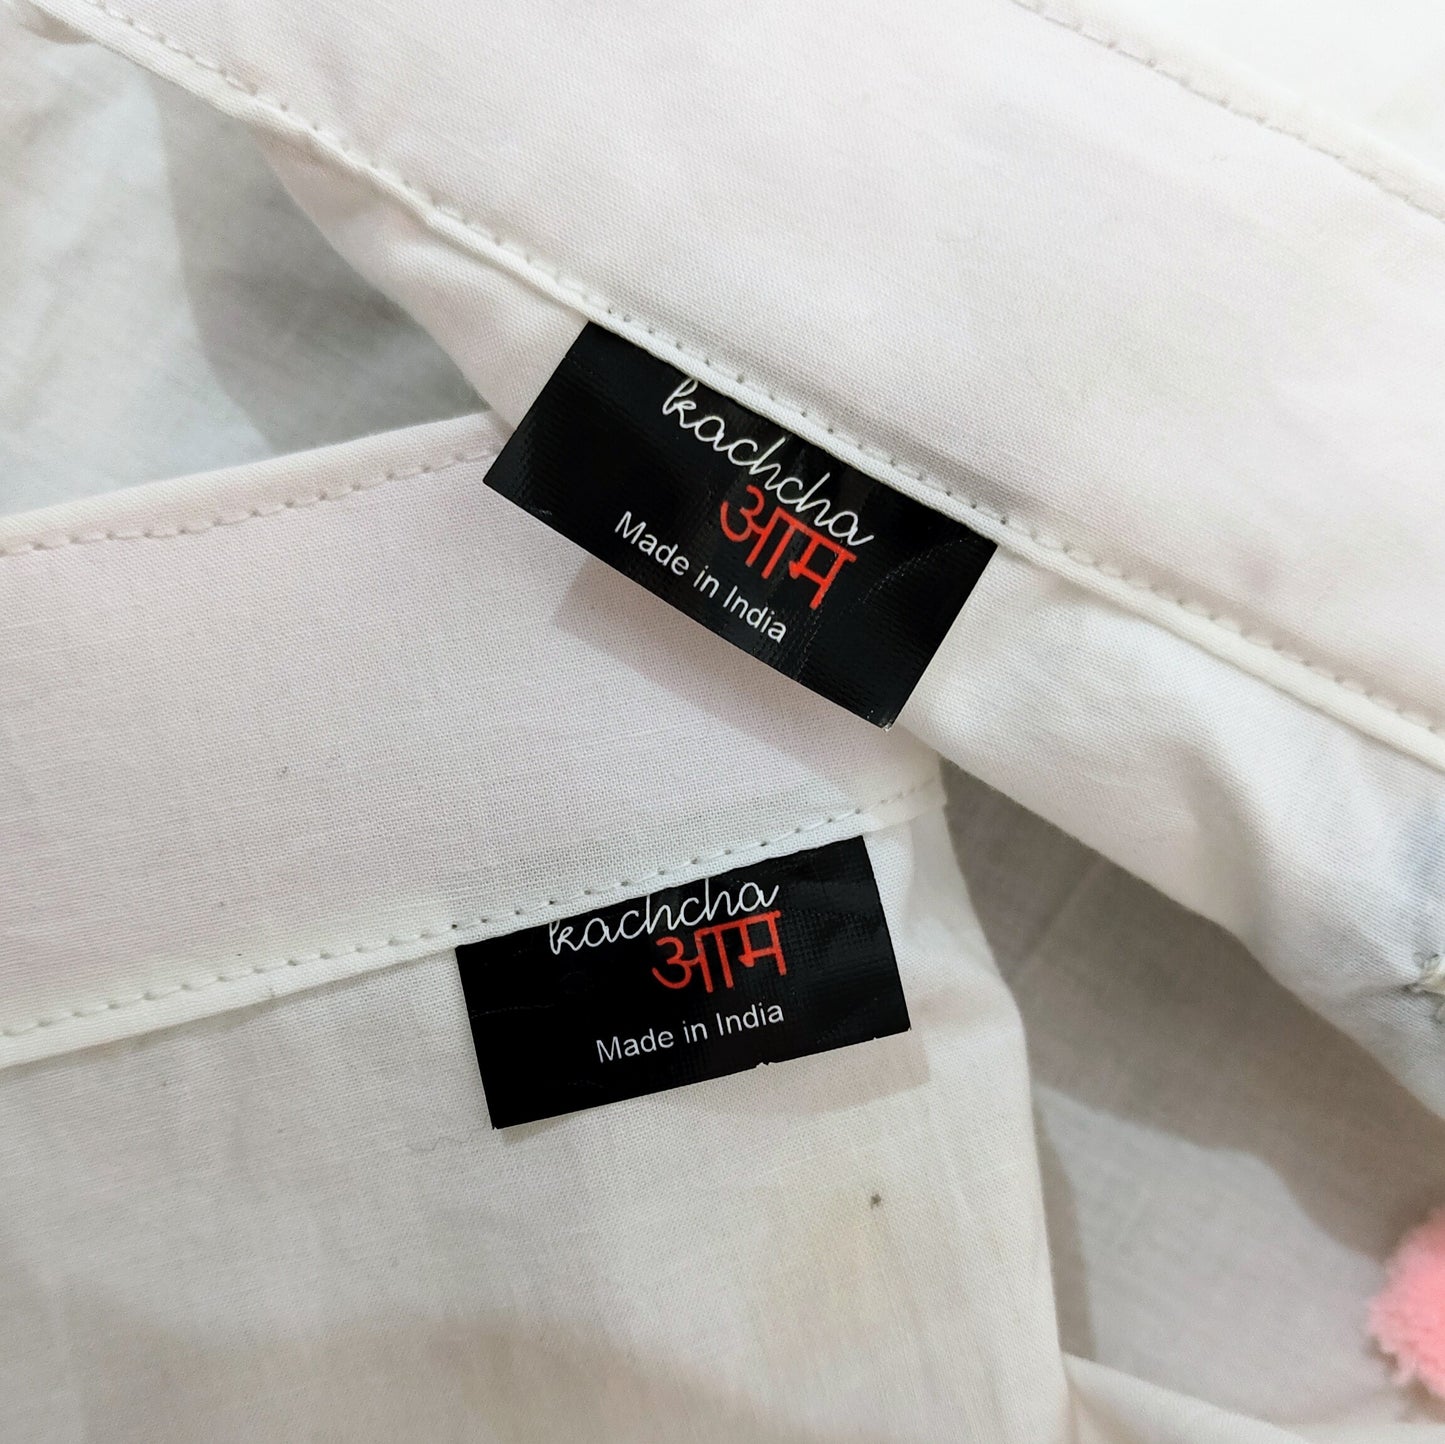 kachcha
आम
Made in India
kachcha
आम
Made in India